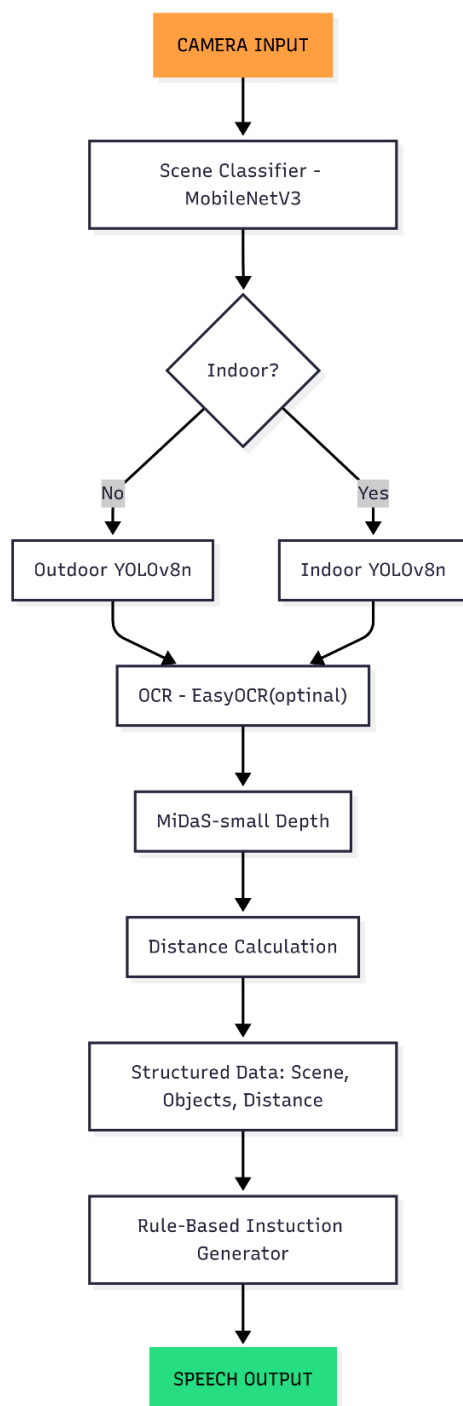 CAMERA INPUT
Scene Classifier -
MobileNetV3
Indoor?
No
Yes
Outdoor YOLOv8n
Indoor YOLOv8n
OCR - EasyOCR(optinal)
MiDaS-small Depth
Distance Calculation
Structured Data: Scene,
Objects, Distance
Rule-Based Instuction
Generator
SPEECH OUTPUT